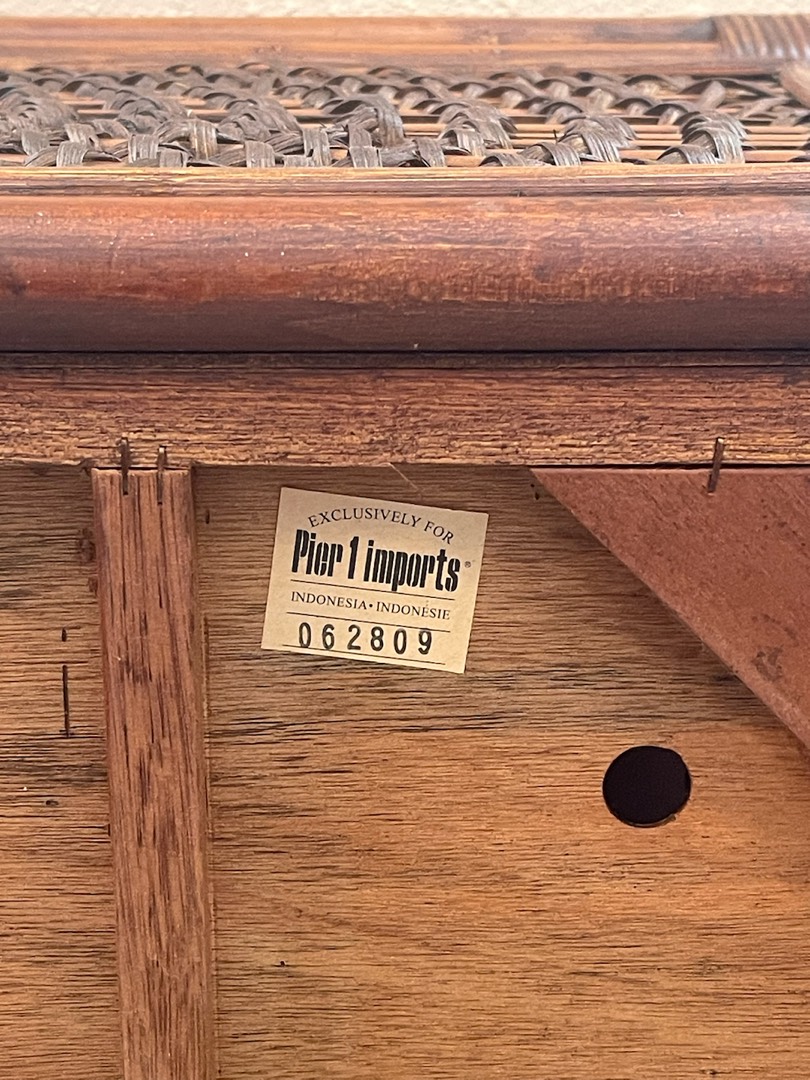 EXCLUSIVELY FOR
Pier 1 imports®
INDONESIA • INDONÉSIE
062809